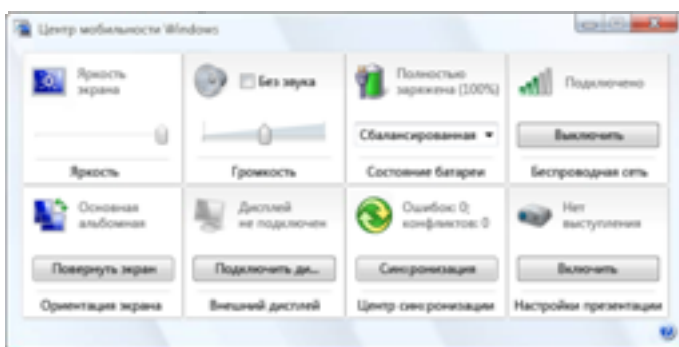 Центр мобильности Windows
Яркость
экрана
Яркость
Без звука
Громкость
Полностью
заряжена (100%)
Сбалансированная
Состояние батареи
Подключено
Выключить
Беспроводная сеть
Основная
альбомная
Повернуть экран
Ориентация экрана
Дисплей
не подключен
Подключить ди...
Внешний дисплей
Ошибок: 0;
конфликтов: 0
Синхронизация
Центр синхронизации
Нет
выступления
Включить
Настройки презентации